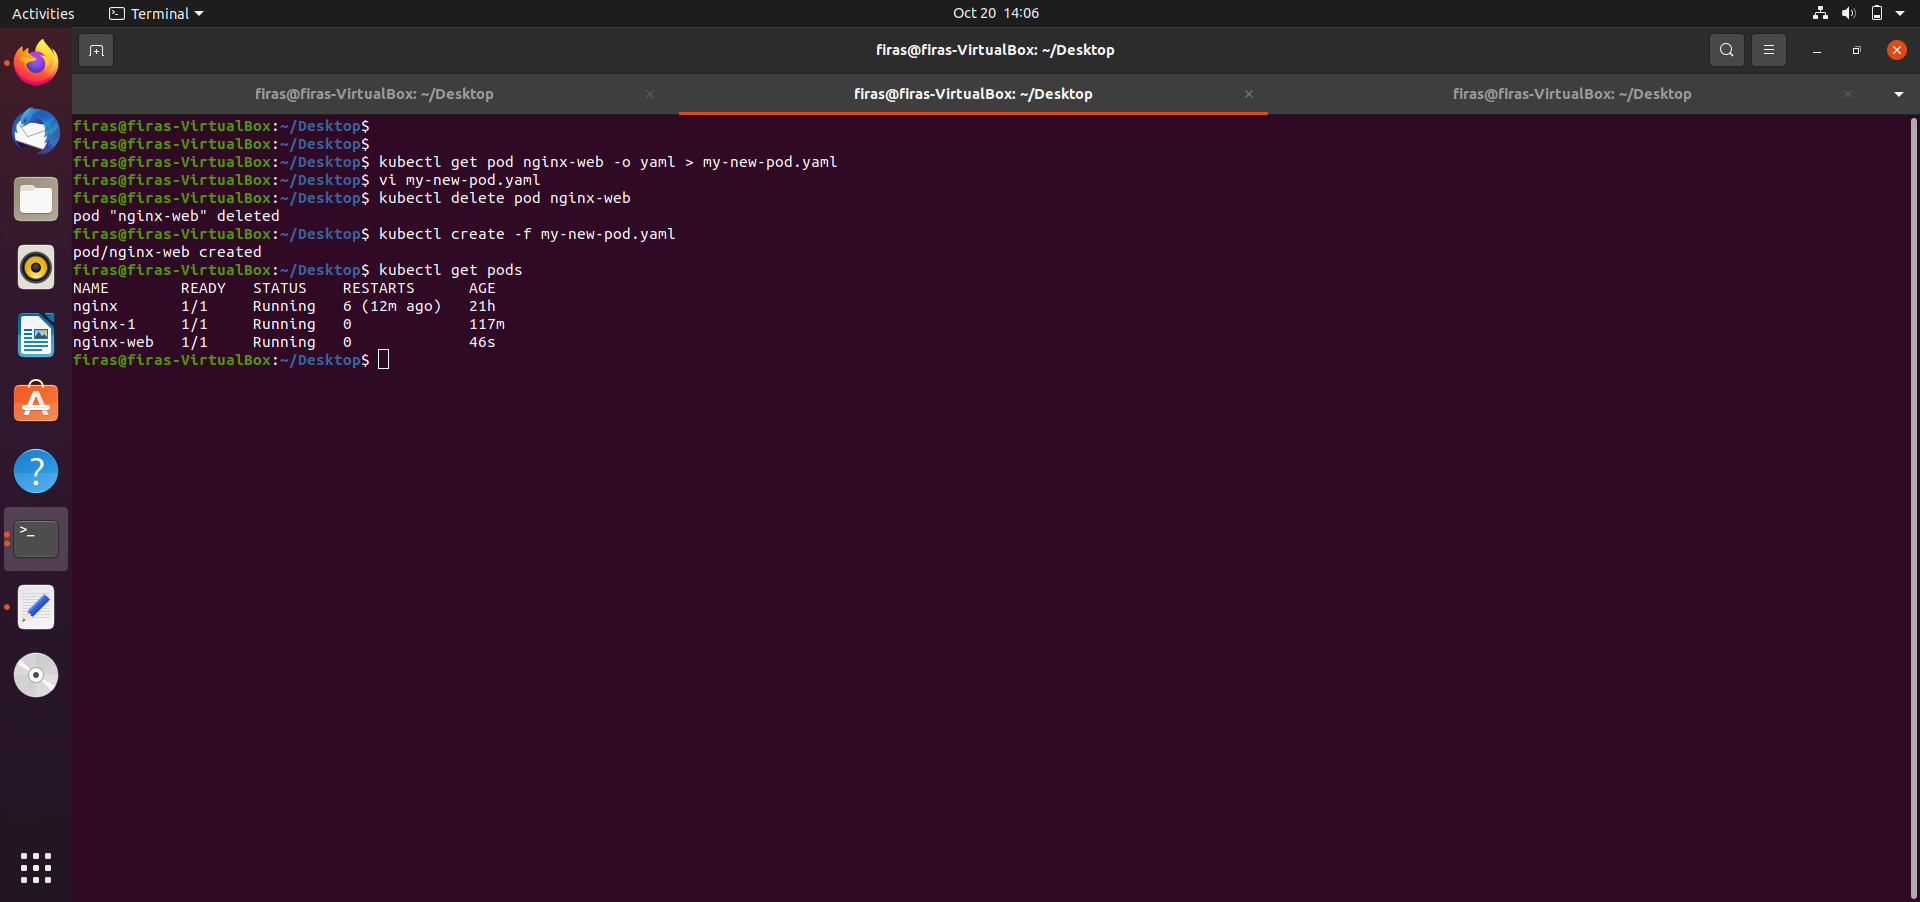 Activities
Terminal
Oct 20 14:06
firas@firas-VirtualBox: ~/Desktop
firas@firas-VirtualBox: ~/Desktop
firas@firas-VirtualBox: ~/Desktop
firas@firas-VirtualBox: ~/Desktop
firas@firas-VirtualBox:~/Desktop$
firas@firas-VirtualBox:~/Desktop$
firas@firas-VirtualBox:~/Desktop$ kubectl get pod nginx-web -o yaml > my-new-pod.yaml
firas@firas-VirtualBox:~/Desktop$ vi my-new-pod.yaml
firas@firas-VirtualBox:~/Desktop$ kubectl delete pod nginx-web
pod "nginx-web" deleted
firas@firas-VirtualBox:~/Desktop$ kubectl create -f my-new-pod.yaml
pod/nginx-web created
firas@firas-VirtualBox:~/Desktop$ kubectl get pods
NAME        READY   STATUS    RESTARTS      AGE
nginx       1/1     Running   6 (12m ago)   21h
nginx-1     1/1     Running   0             117m
nginx-web   1/1     Running   0             46s
firas@firas-VirtualBox:~/Desktop$